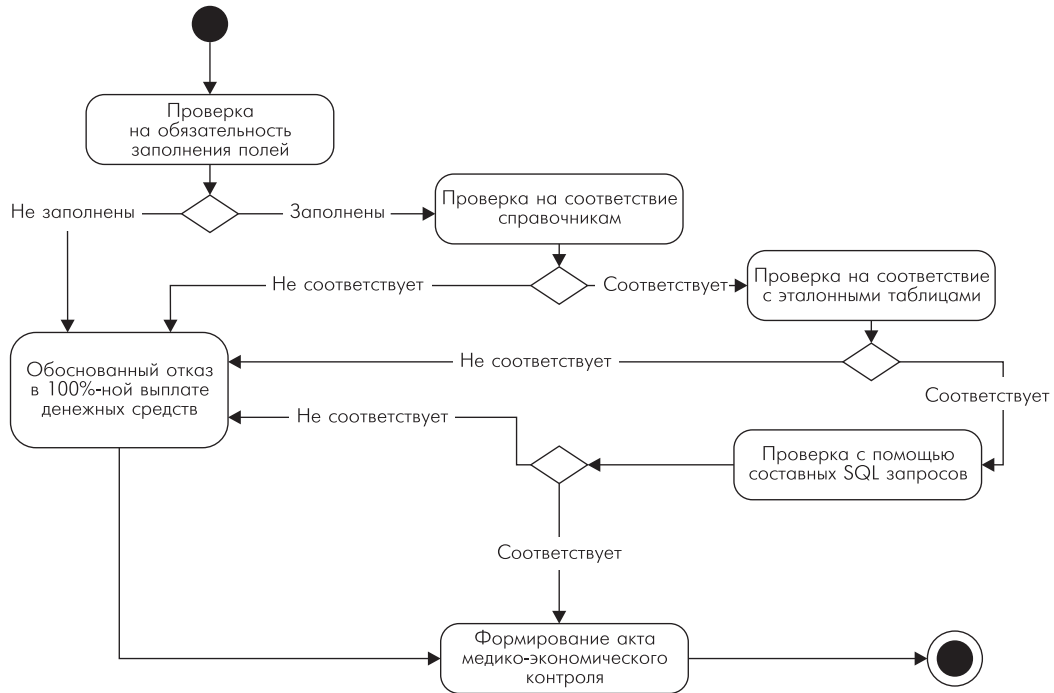 Проверка
на обязательность
заполнения полей
Не заполнены
Заполнены
Проверка на соответствие
справочникам
Не соответствует
Соответствует
Проверка на соответствие
с эталонными таблицами
Обоснованный отказ
в 100%-ной выплате
денежных средств
Не соответствует
Соответствует
Не соответствует
Проверка с помощью
составных SQL запросов
Соответствует
Формирование акта
медико-экономического
контроля